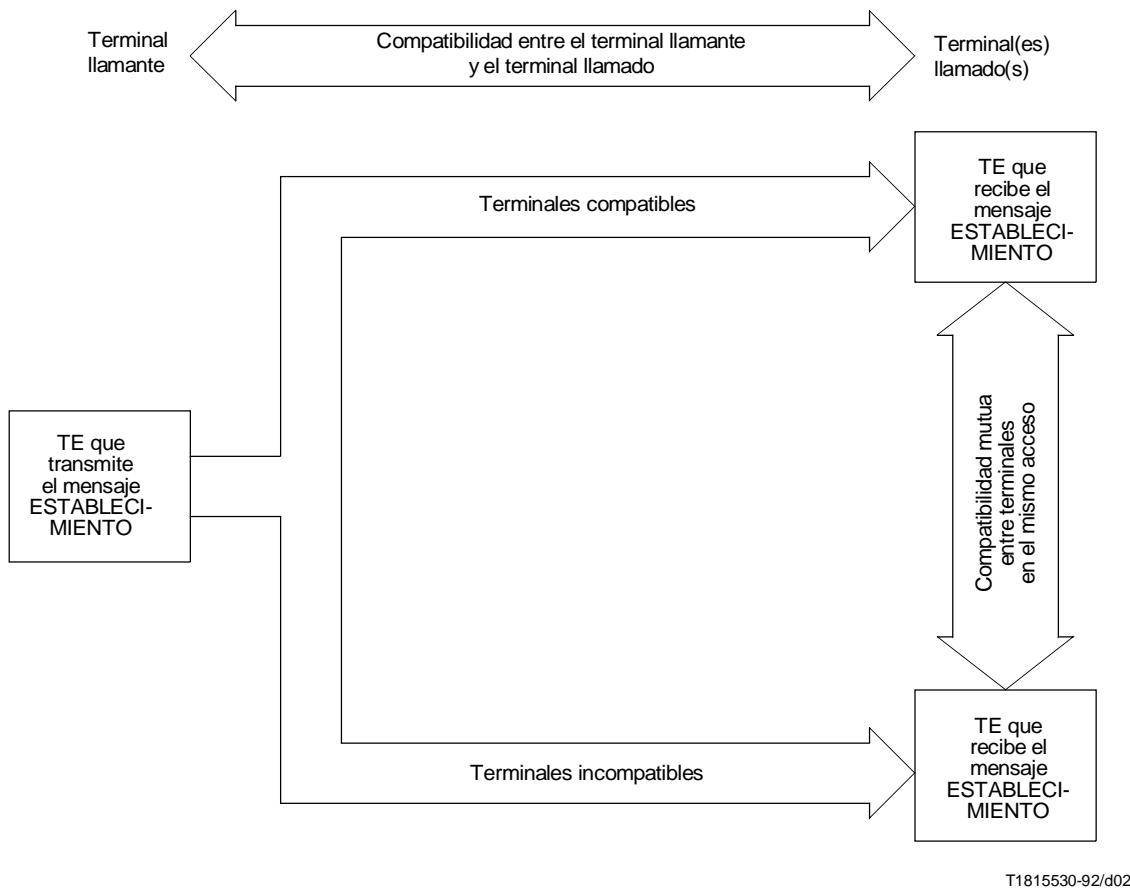 Terminal
llamante
Compatibilidad entre el terminal llamante
y el terminal llamado
Terminal(es)
llamado(s)
TE que
recibe el
mensaje
ESTABLECI-
MIENTO
Terminales compatibles
TE que
transmite
el mensaje
ESTABLECI-
MIENTO
Compatibilidad mutua
entre terminales
en el mismo acceso
Terminales incompatibles
TE que
recibe el
mensaje
ESTABLECI-
MIENTO
T1815530-92/d02